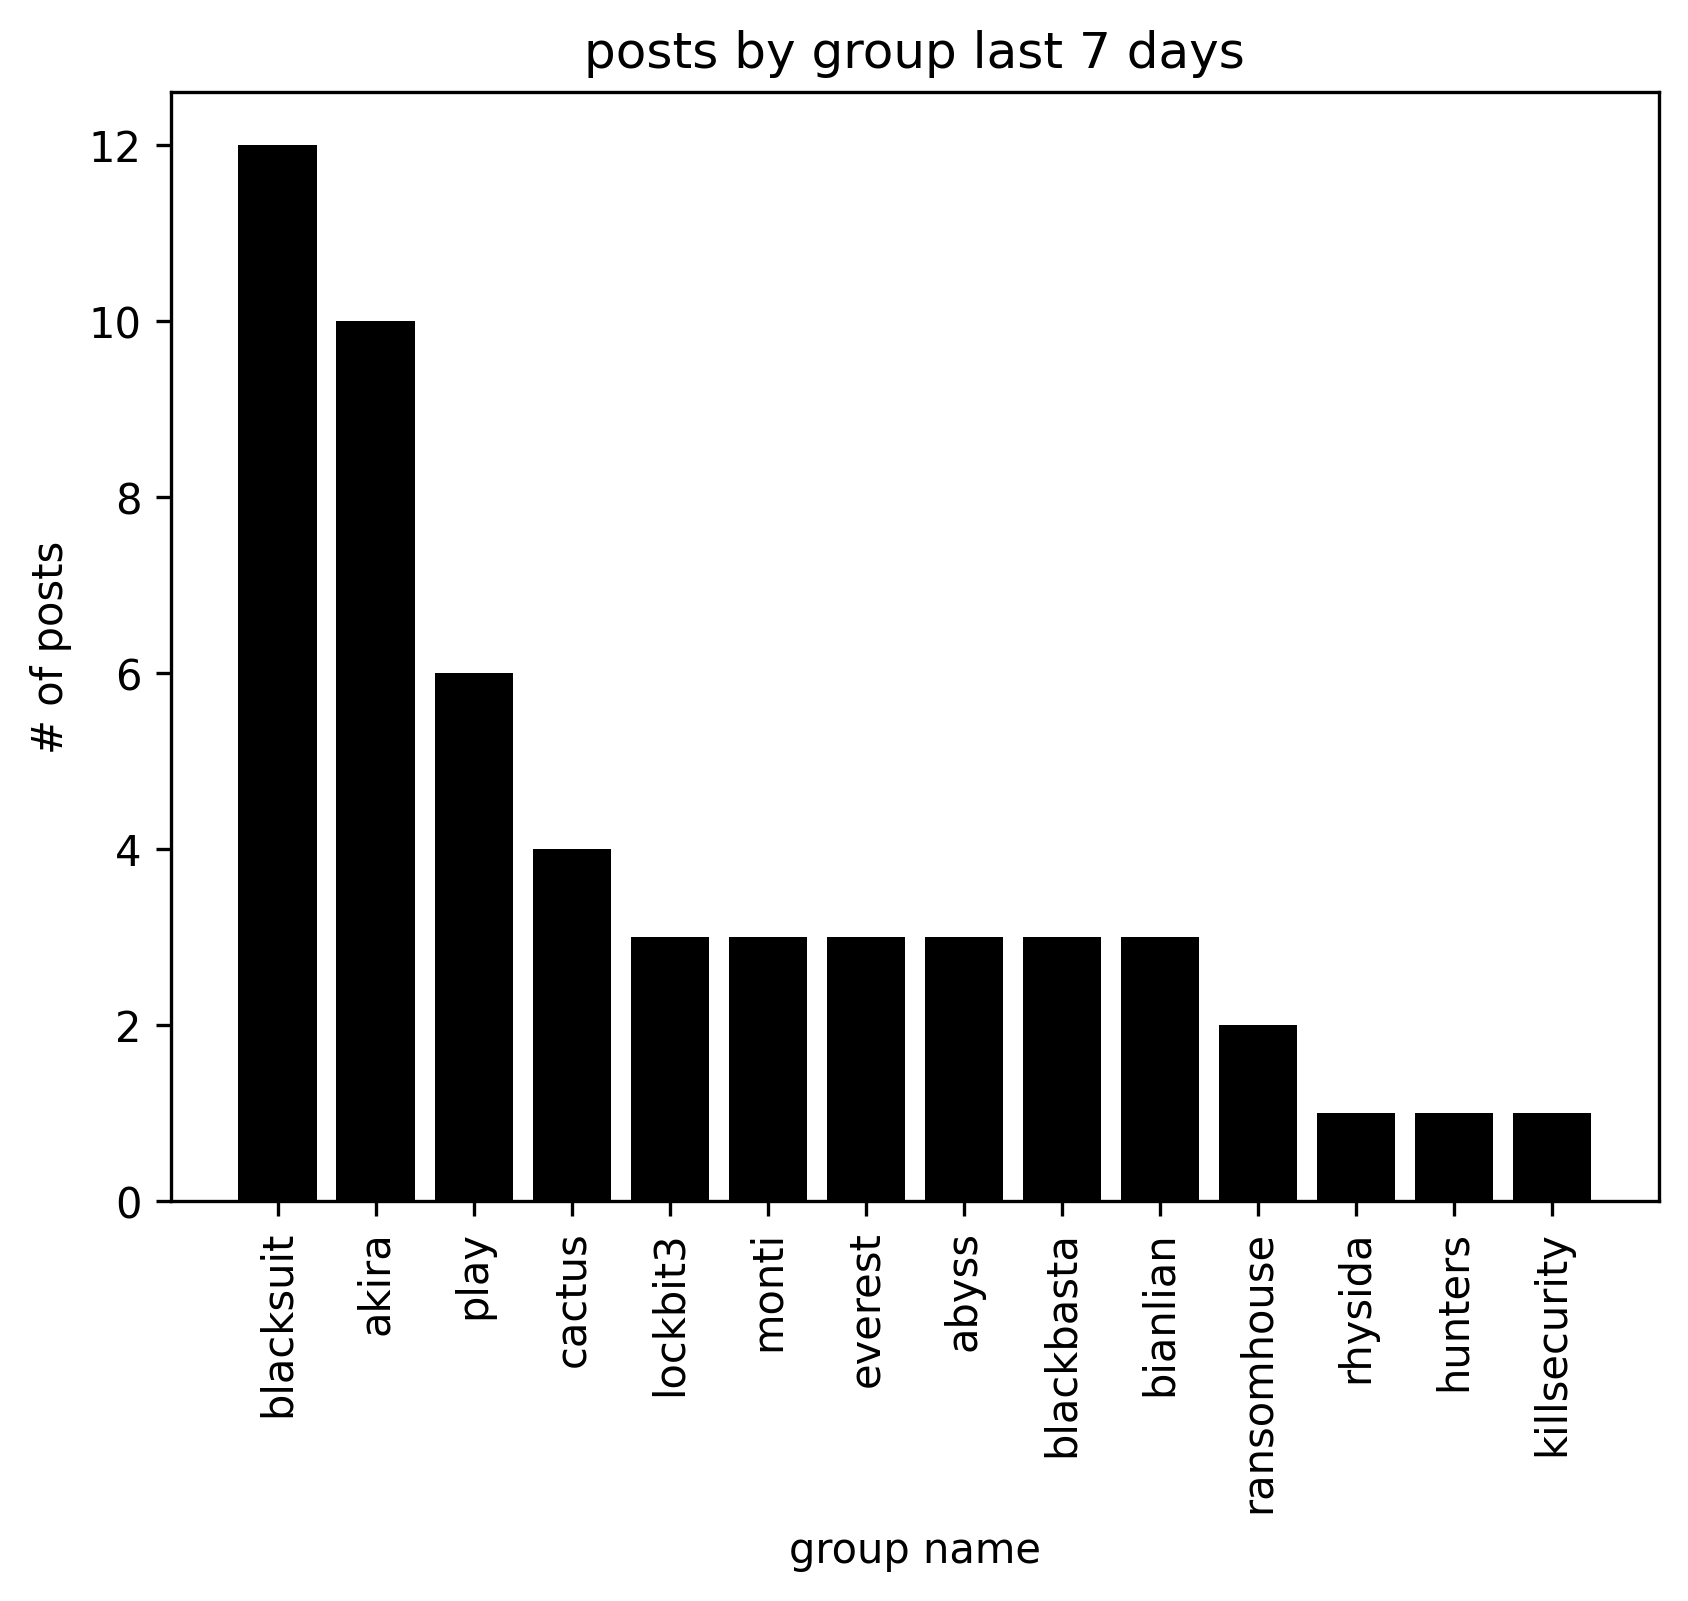 posts by group last 7 days
# of posts
12
10
8
6
4
2
0
blacksuit
akira
play
cactus
lockbit3
monti
everest
abyss
blackbasta
bianlian
ransomhouse
rhysida
hunters
killsecurity
group name